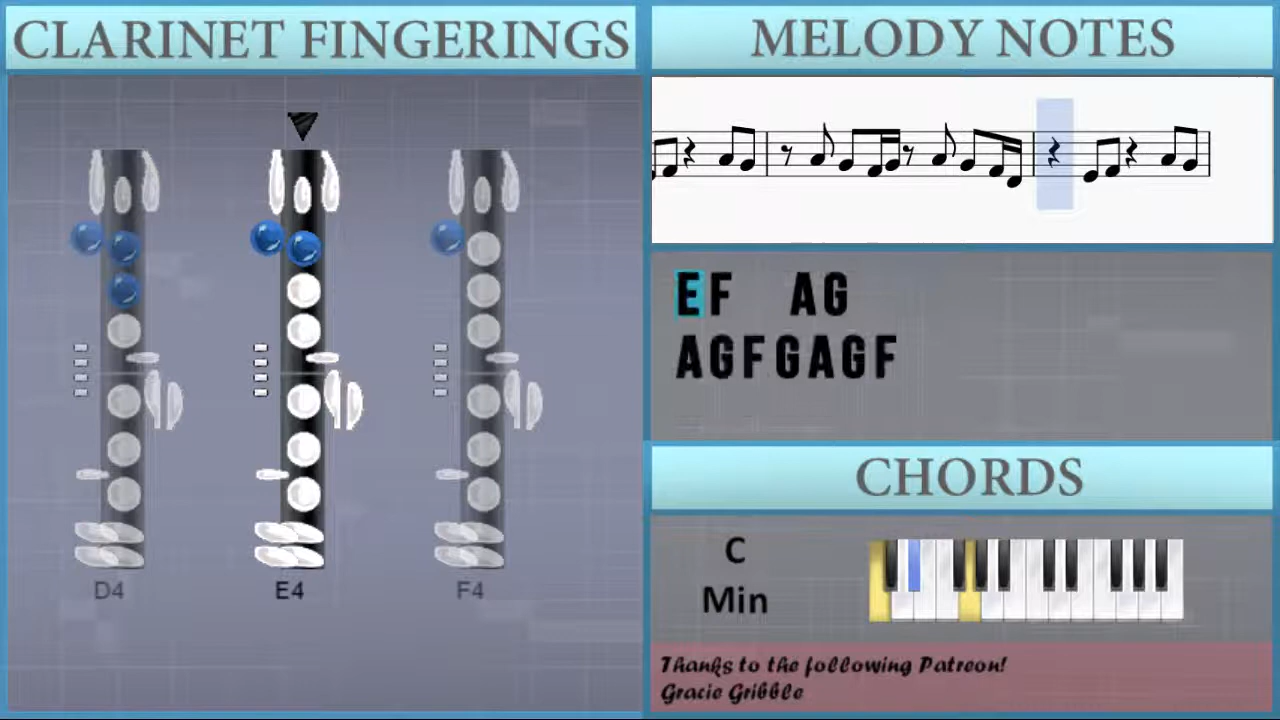 CLARINET FINGERINGS
D4 E4 F4
MELODY NOTES
EF AG
AGFGAGF
CHORDS
C
Min
Thanks to the following Patreon!
Gracie Gribble